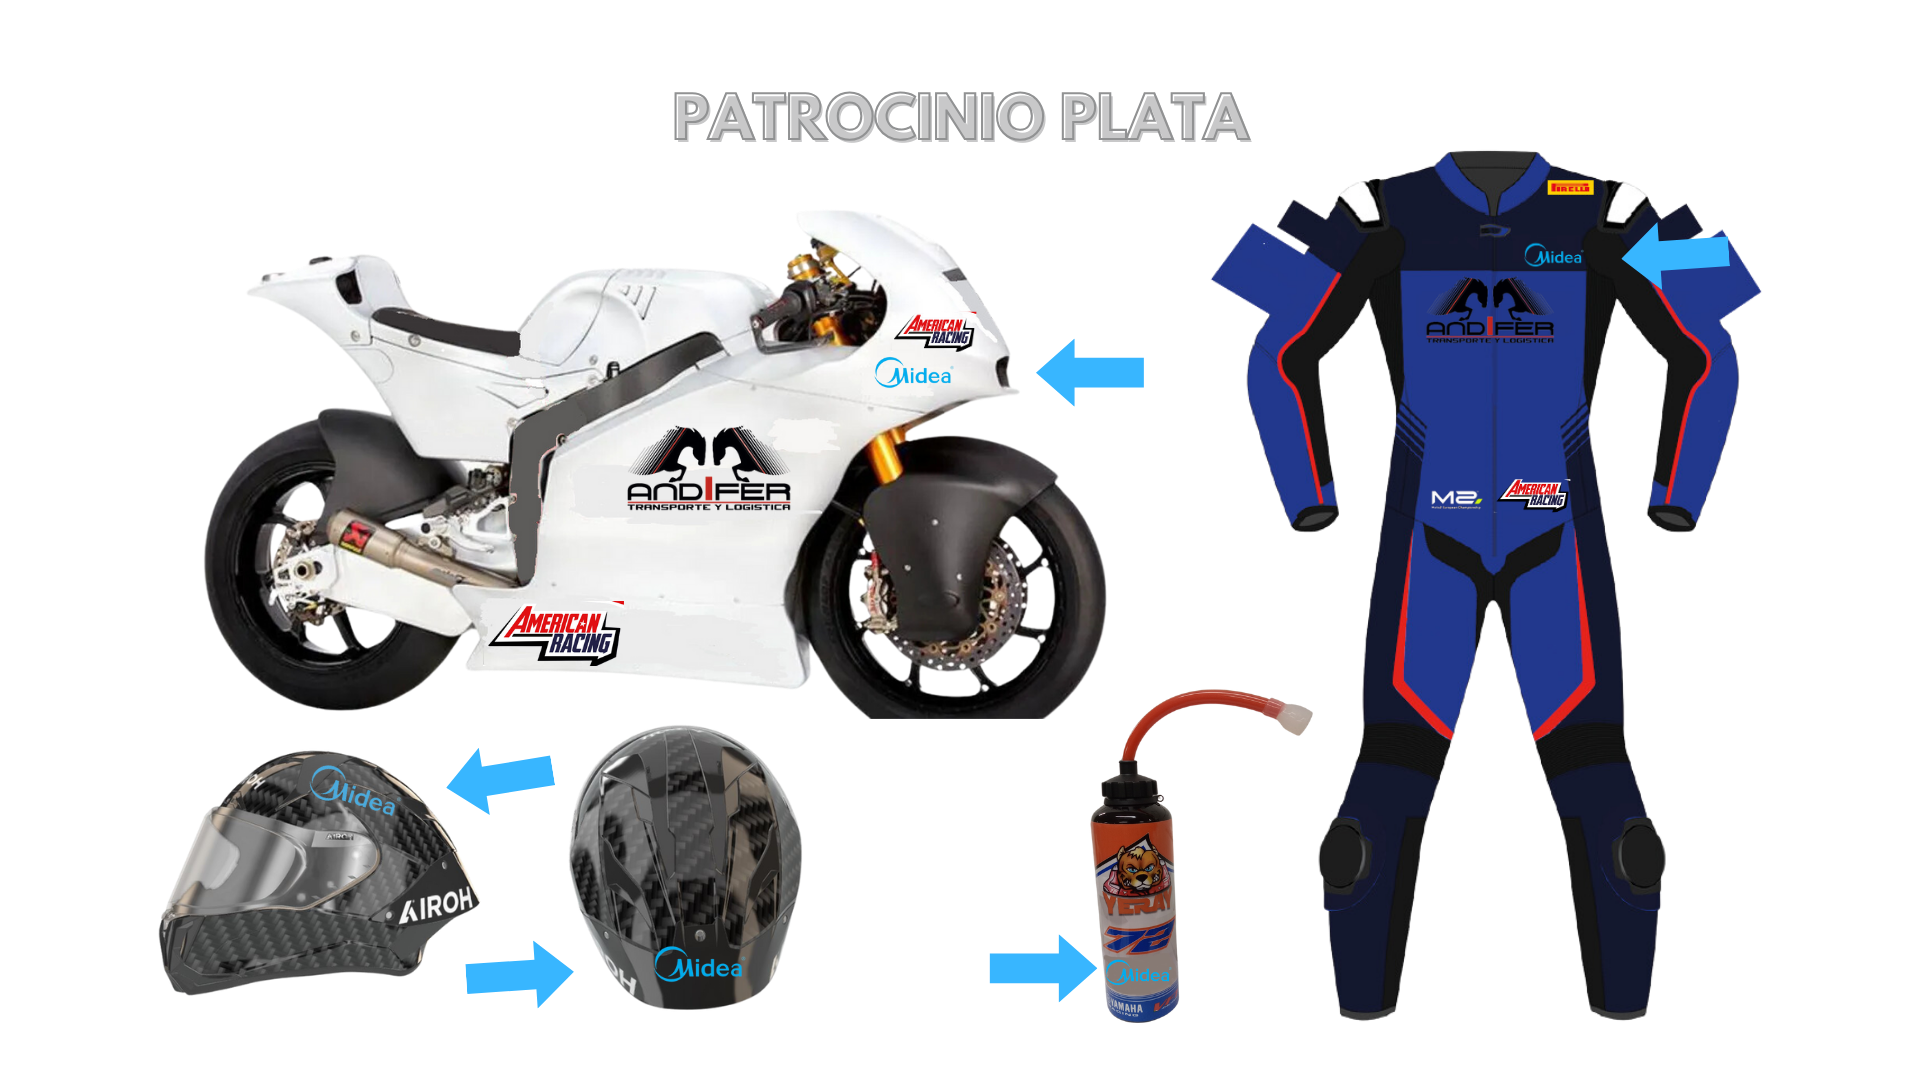 PATROCINIO PLATA
PIRELLI
Midea
ANDIFER
TRANSPORTE Y LOGISTICA
M2
AMERICAN
RACING
AMERICAN
RACING
Midea
ANDIFER
TRANSPORTE Y LOGISTICA
AMERICAN
RACING
Midea
AIROH
AIROH
Midea
YERAY
72
Midea
YAMAHA